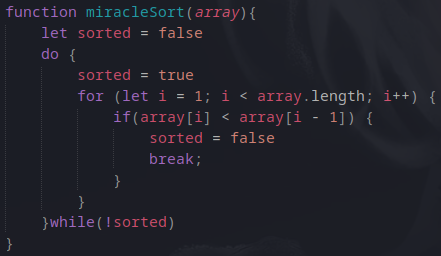 function miracleSort(array){
    let sorted = false
    do {
        sorted = true
        for (let i = 1; i < array.length; i++) {
            if(array[i] < array[i - 1]) {
                sorted = false
                break;
            }
        }
    }while(!sorted)
}